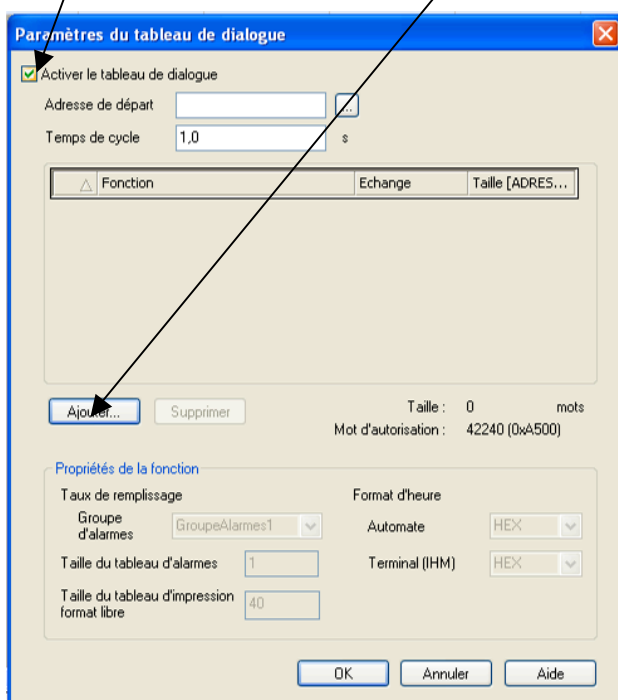 Paramètres du tableau de dialogue
Activer le tableau de dialogue
Adresse de départ ...
Temps de cycle 1,0 s
Fonction Echange Taille [ADRES...
Ajouter... Supprimer Taille : 0 mots
Mot d'autorisation : 42240 (0xA500)
Propriétés de la fonction
Taux de remplissage Format d'heure
Groupe d'alarmes GroupeAlarmes1 Automate HEX
Taille du tableau d'alarmes 1 Terminal (IHM) HEX
Taille du tableau d'impression format libre 40
OK Annuler Aide